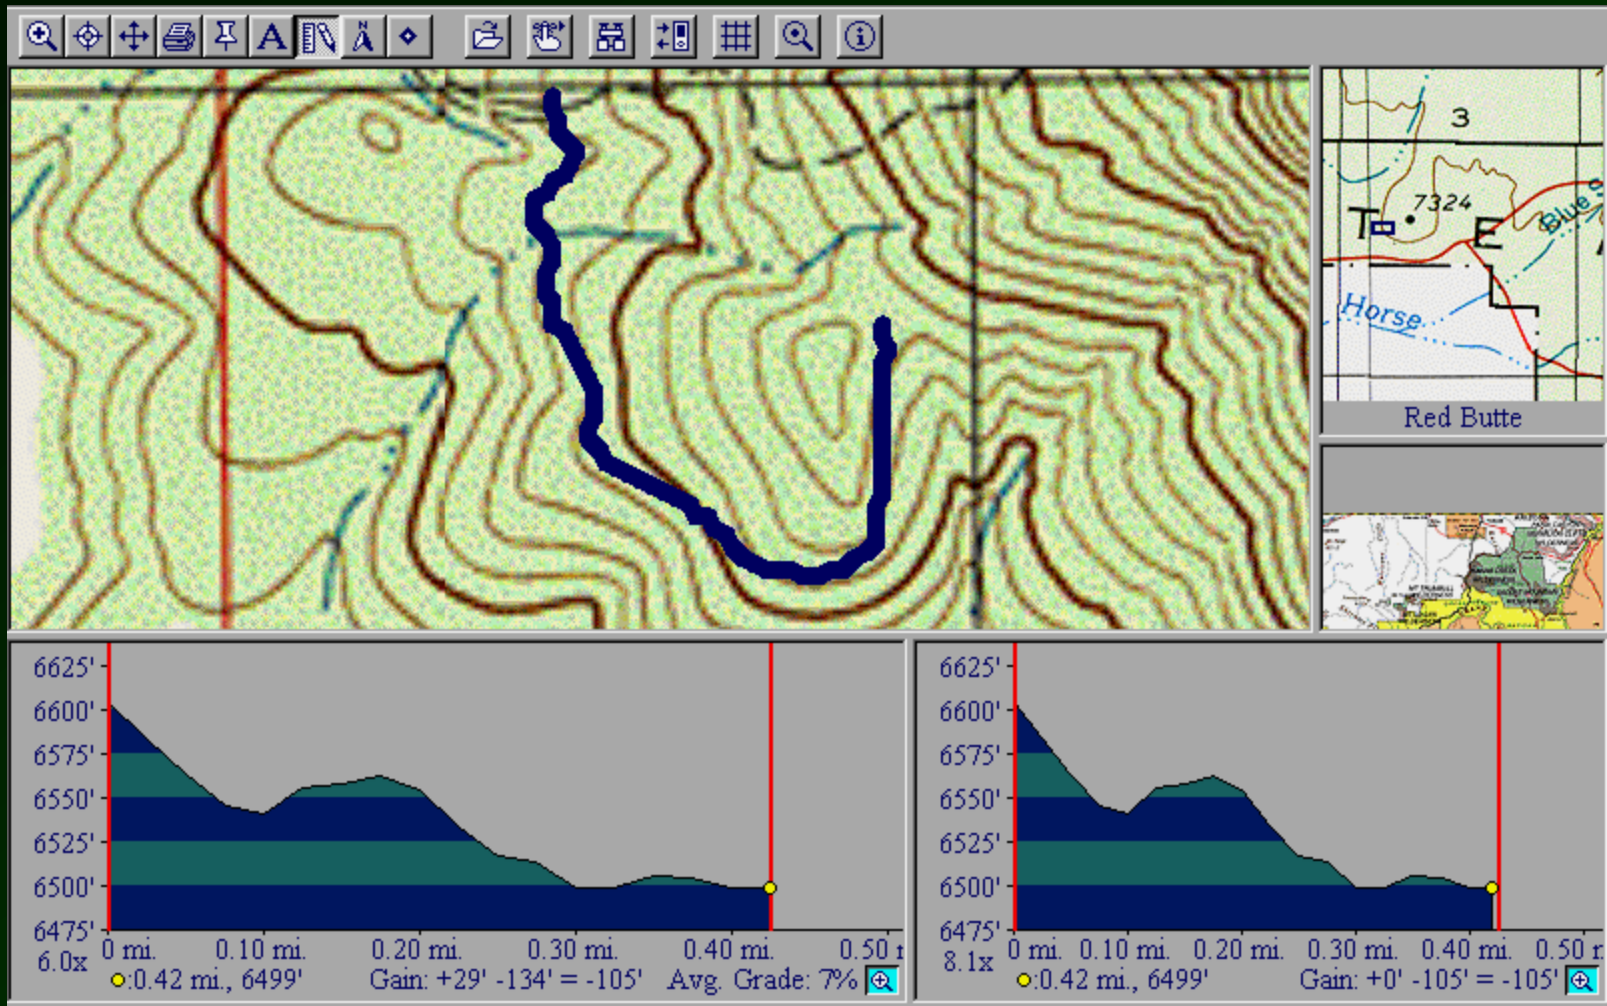 A
N
3
7324
T
E
Blue S
Horse
Red Butte
6625'
6600'
6575'
6550'
6525'
6500'
6475'
0 mi. 0.10 mi. 0.20 mi. 0.30 mi. 0.40 mi. 0.50 r
6.0x
:0.42 mi., 6499' Gain: +29' -134' = -105' Avg. Grade: 7%
6625'
6600'
6575'
6550'
6525'
6500'
6475'
0 mi. 0.10 mi. 0.20 mi. 0.30 mi. 0.40 mi. 0.50 m
8.1x
:0.42 mi., 6499' Gain: +0' -105' = -105'